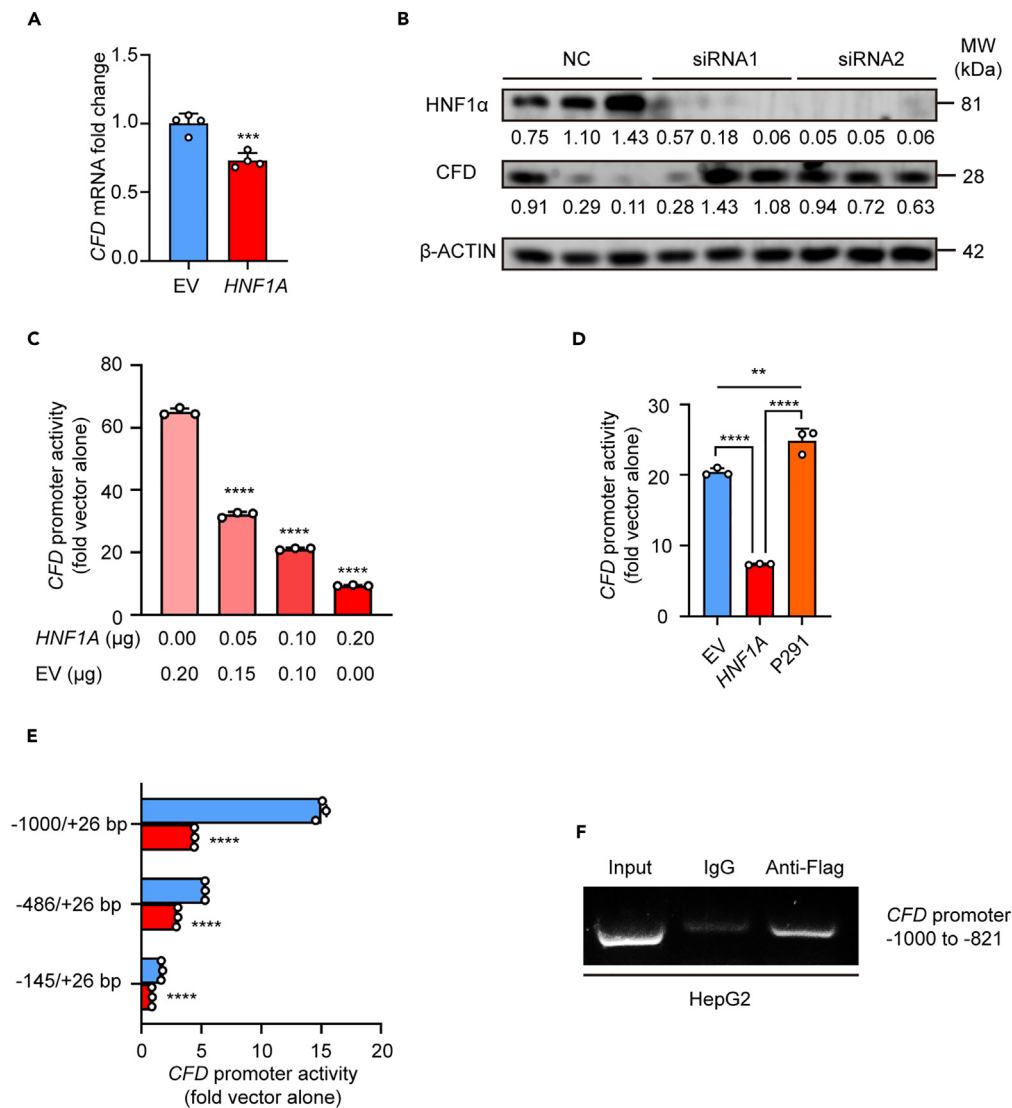 A
CFD mRNA fold change
1.5
1.0
0.5
0.0
***
EV HNF1A
B
NC siRNA1 siRNA2
MW
(kDa)
HNF1α 81
0.75 1.10 1.43 0.57 0.18 0.06 0.05 0.05 0.06
CFD 28
0.91 0.29 0.11 0.28 1.43 1.08 0.94 0.72 0.63
β-ACTIN 42
C
CFD promoter activity
(fold vector alone)
80
60
40
20
0
****
****
****
HNF1A (μg) 0.00 0.05 0.10 0.20
EV (μg) 0.20 0.15 0.10 0.00
D
CFD promoter activity
(fold vector alone)
30
20
10
0
**
****
****
EV HNF1A P291
E
-1000/+26 bp ****
-486/+26 bp ****
-145/+26 bp ****
0 5 10 15 20
CFD promoter activity
(fold vector alone)
F
Input IgG Anti-Flag
CFD promoter
-1000 to -821
HepG2